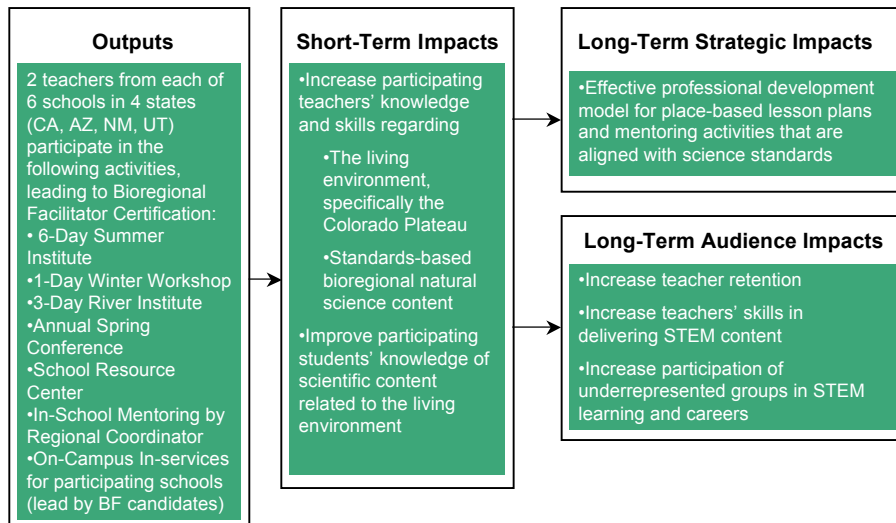 Outputs
2 teachers from each of
6 schools in 4 states
(CA, AZ, NM, UT)
participate in the
following activities,
leading to Bioregional
Facilitator Certification:
• 6-Day Summer
Institute
•1-Day Winter Workshop
•3-Day River Institute
•Annual Spring
Conference
•School Resource
Center
•In-School Mentoring by
Regional Coordinator
•On-Campus In-services
for participating schools
(lead by BF candidates)
Short-Term Impacts
•Increase participating
teachers’ knowledge
and skills regarding
•The living
environment,
specifically the
Colorado Plateau
•Standards-based
bioregional natural
science content
•Improve participating
students’ knowledge of
scientific content
related to the living
environment
Long-Term Strategic Impacts
•Effective professional development
model for place-based lesson plans
and mentoring activities that are
aligned with science standards
Long-Term Audience Impacts
•Increase teacher retention
•Increase teachers’ skills in
delivering STEM content
•Increase participation of
underrepresented groups in STEM
learning and careers